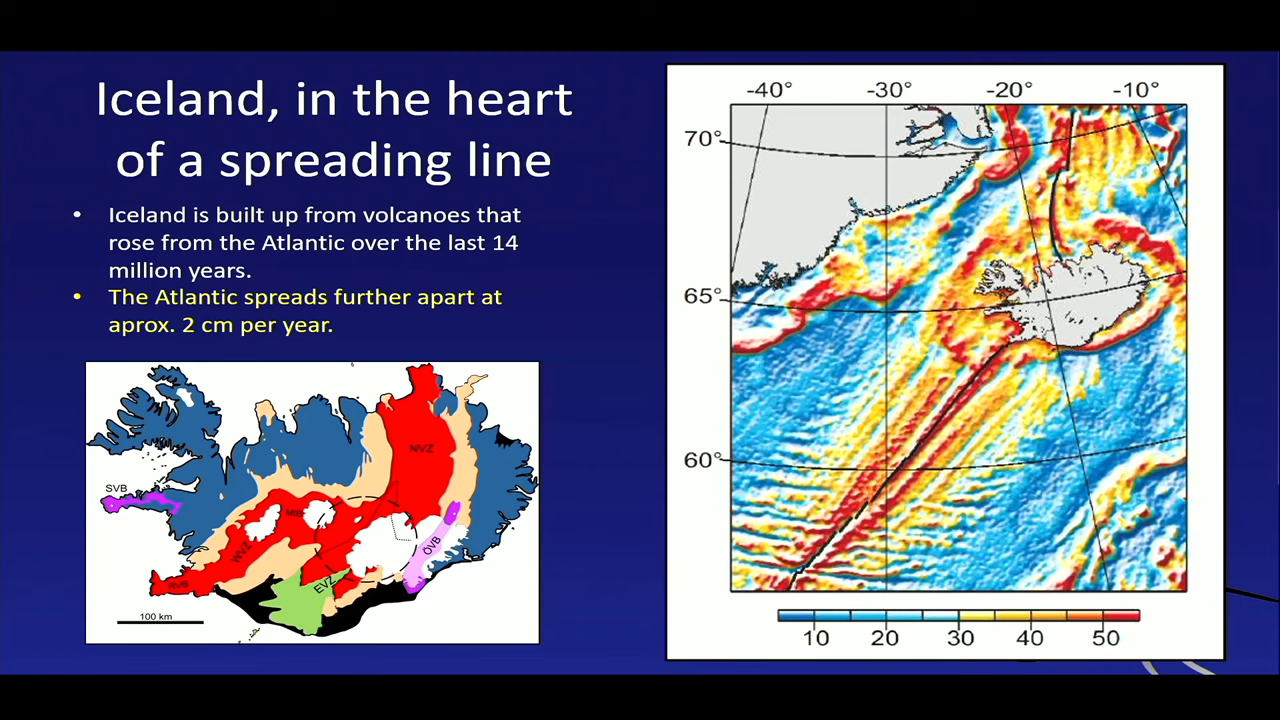 Iceland, in the heart
of a spreading line
• Iceland is built up from volcanoes that
rose from the Atlantic over the last 14
million years.
• The Atlantic spreads further apart at
aprox. 2 cm per year.
NVZ
SVB
MIB
WVZ
ÖVB
RVB
EVZ
100 km
-40° -30° -20° -10°
70°
65°
60°
10 20 30 40 50